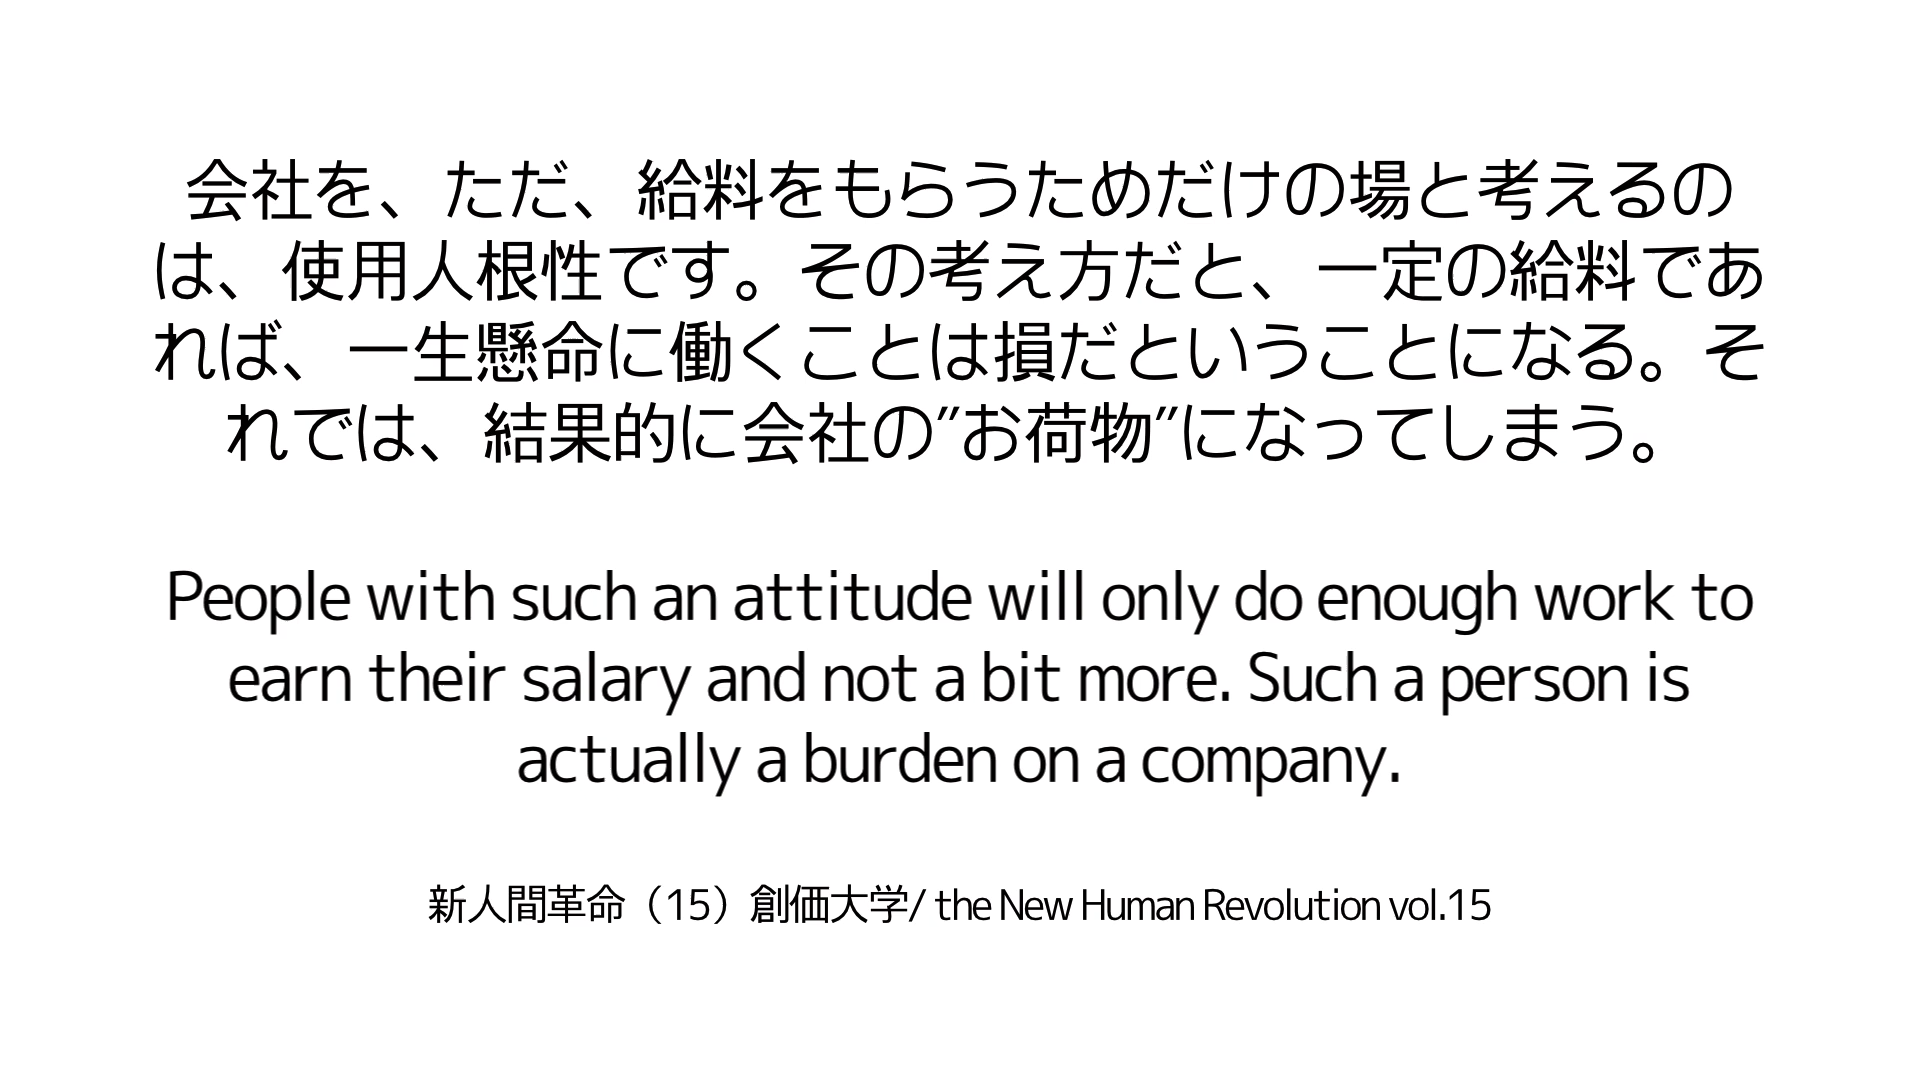 会社を、ただ、給料をもらうためだけの場と考えるの
は、使用人根性です。その考え方だと、一定の給料であ
れば、一生懸命に働くことは損だということになる。そ
れでは、結果的に会社の”お荷物”になってしまう。
People with such an attitude will only do enough work to
earn their salary and not a bit more. Such a person is
actually a burden on a company.
新人間革命（15）創価大学/ the New Human Revolution vol.15